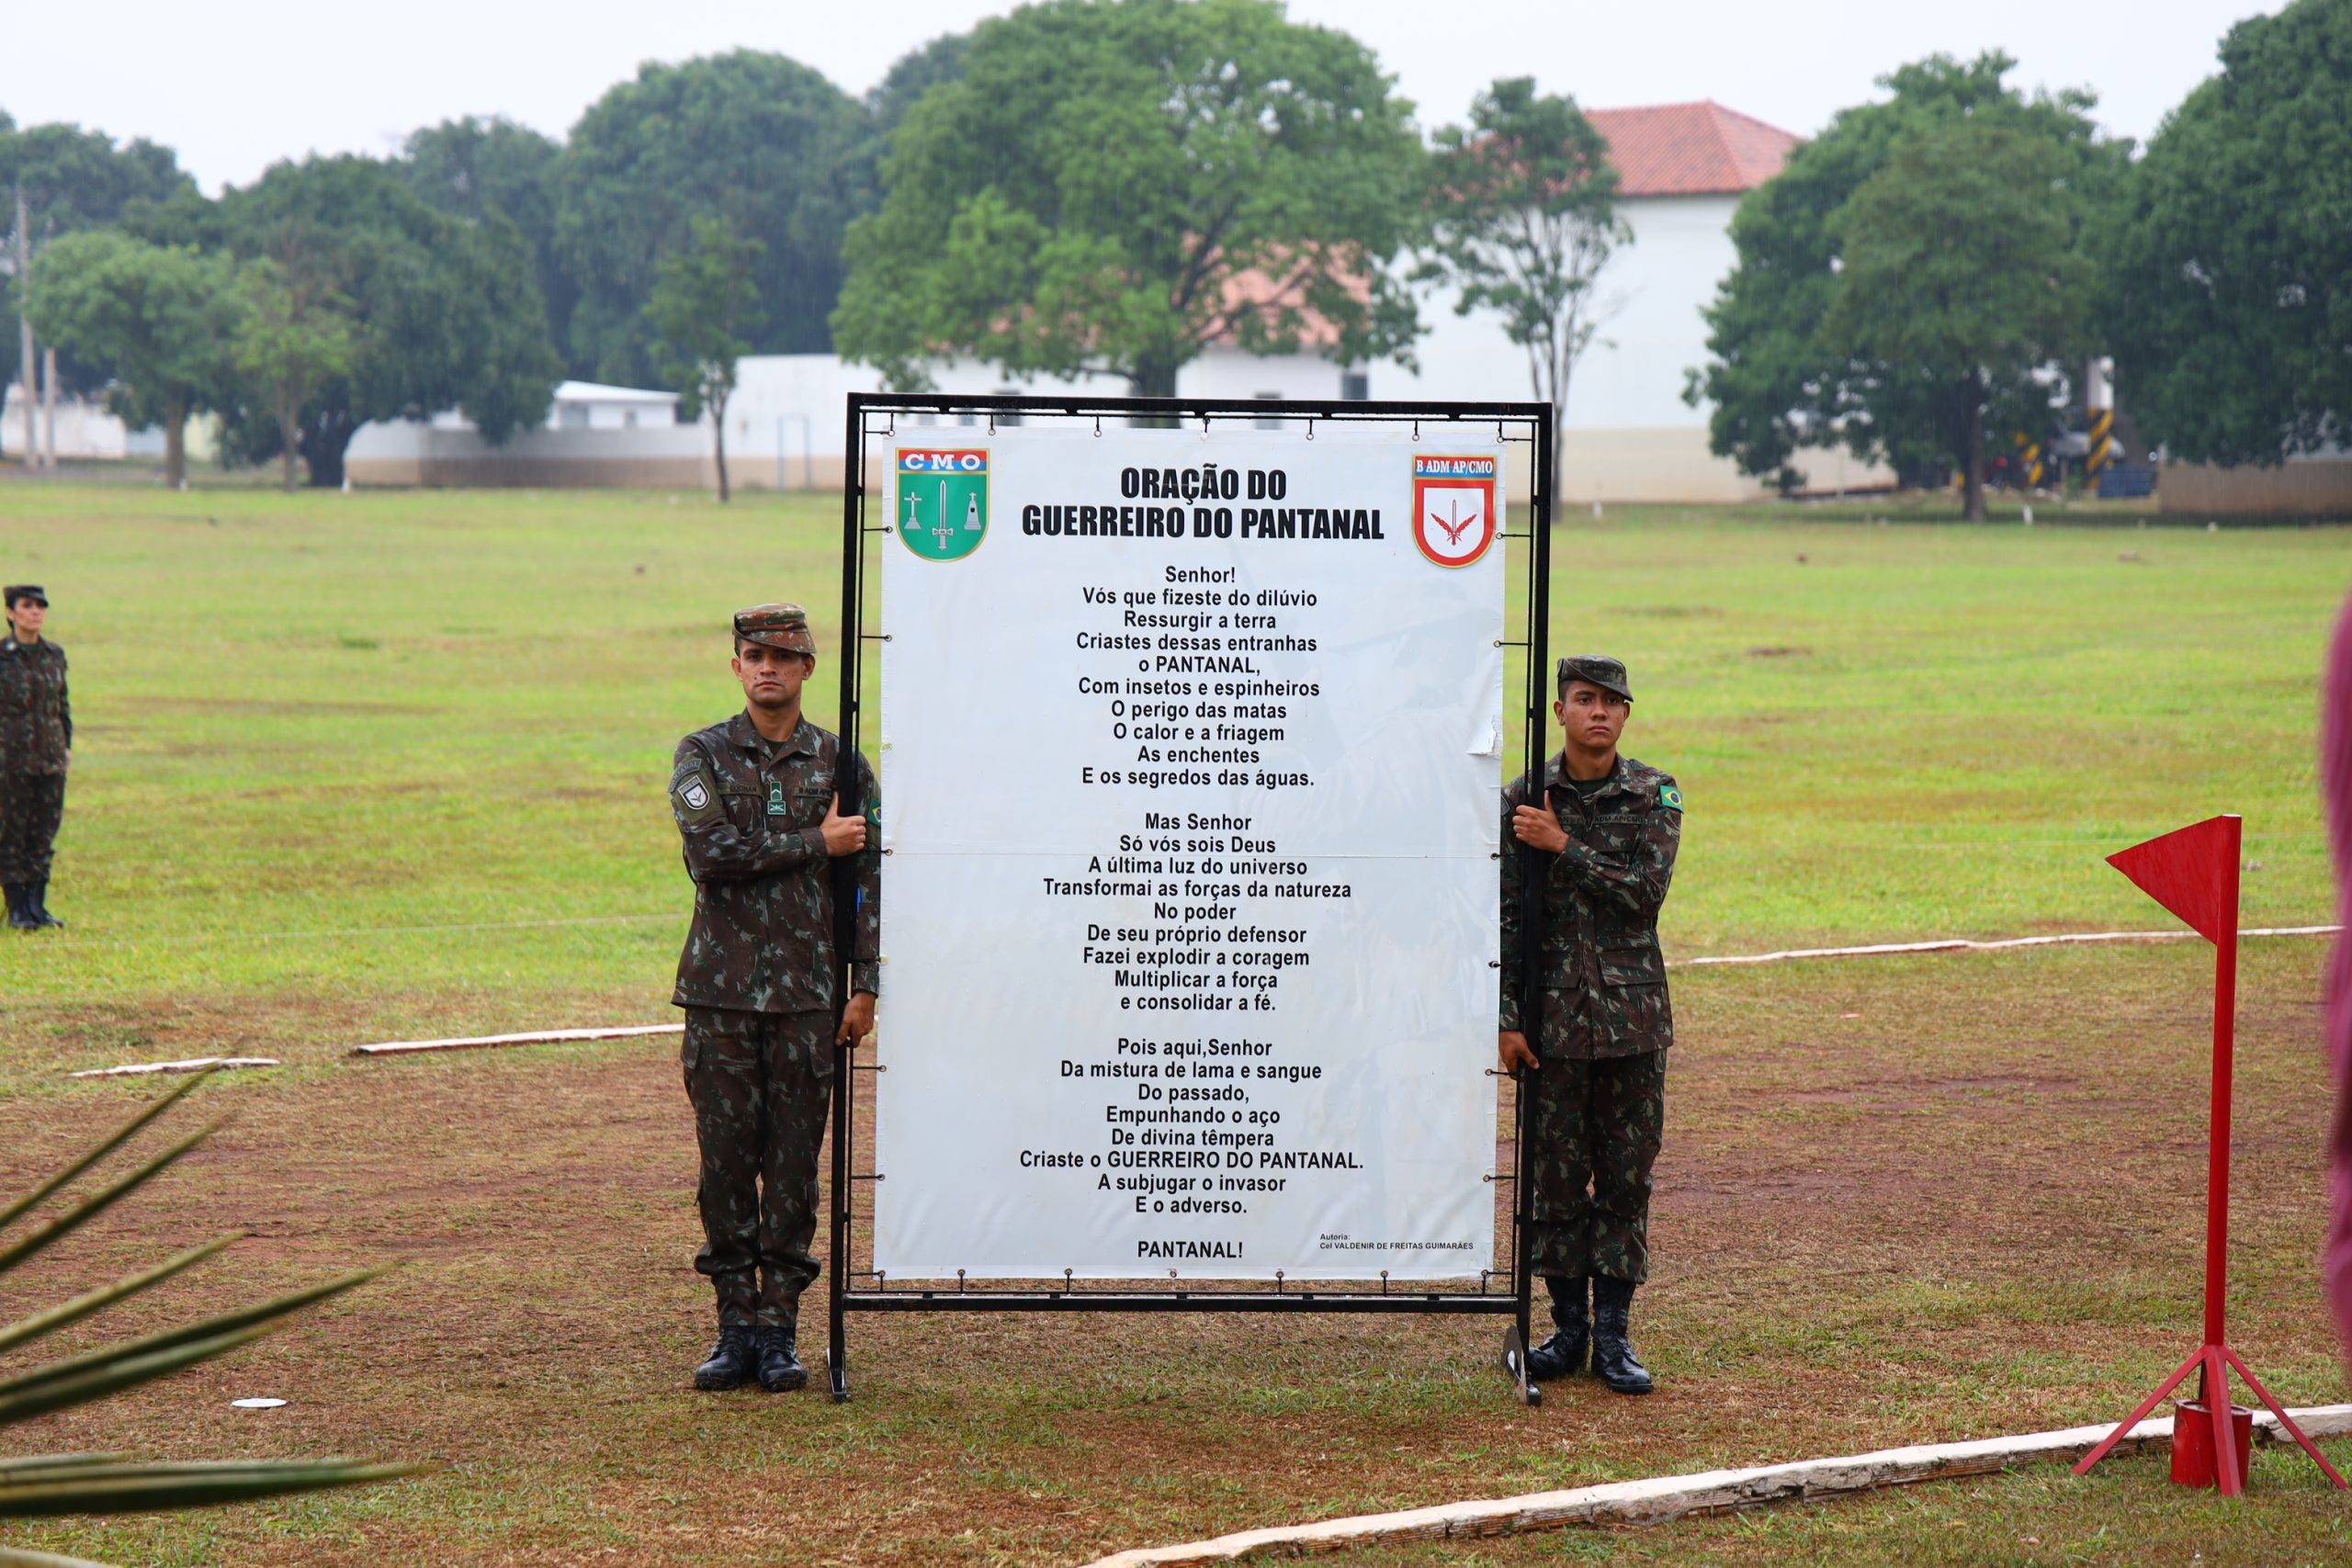 CMO
B ADM AP/CMO
ORAÇÃO DO
GUERREIRO DO PANTANAL
Senhor!
Vós que fizeste do dilúvio
Ressurgir a terra
Criastes dessas entranhas
o PANTANAL,
Com insetos e espinheiros
O perigo das matas
O calor e a friagem
As enchentes
E os segredos das águas.
Mas Senhor
Só vós sois Deus
A última luz do universo
Transformai as forças da natureza
No poder
De seu próprio defensor
Fazei explodir a coragem
Multiplicar a força
e consolidar a fé.
Pois aqui,Senhor
Da mistura de lama e sangue
Do passado,
Empunhando o aço
De divina têmpera
Criaste o GUERREIRO DO PANTANAL.
A subjugar o invasor
E o adverso.
PANTANAL!
Autoria:
Cel VALDENIR DE FREITAS GUIMARÃES